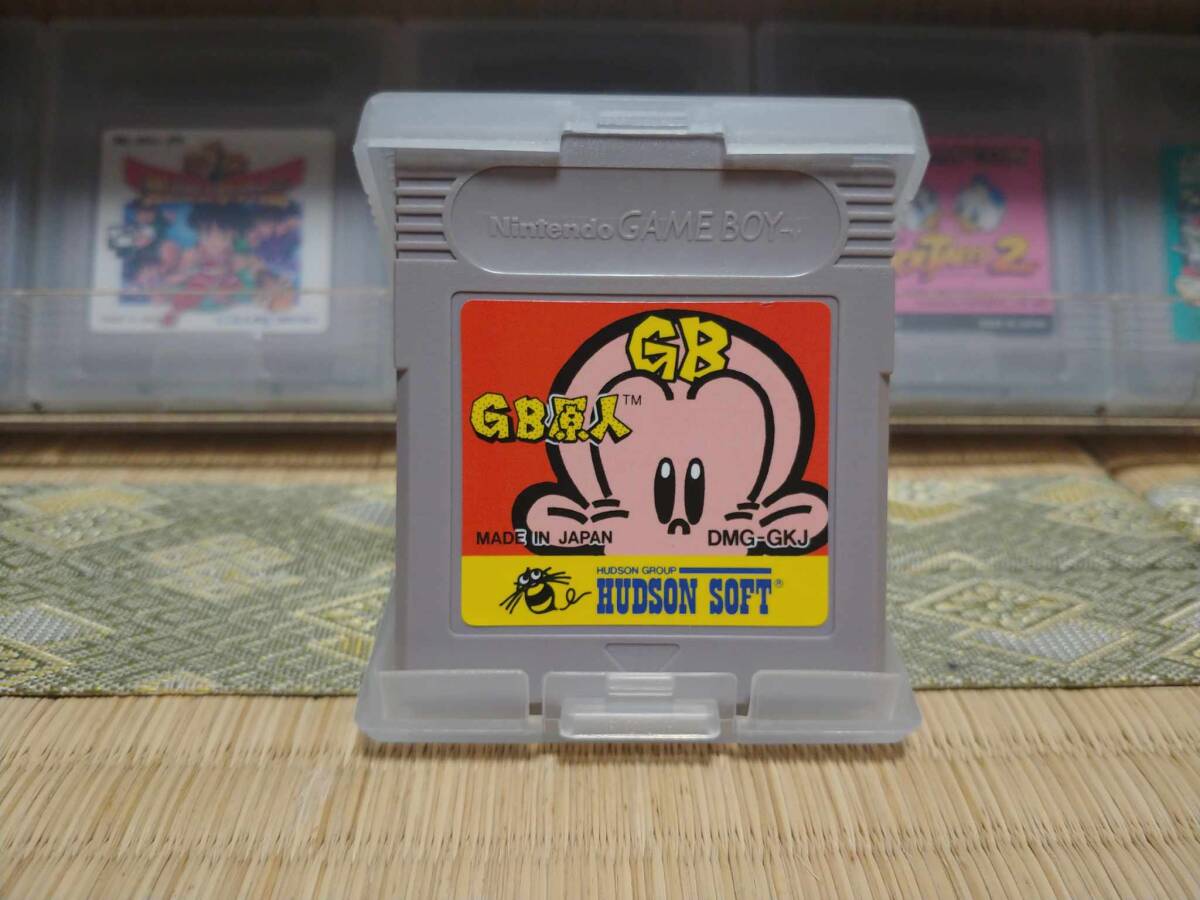 Nintendo GAME BOY TM
GB
GB原人™
MADE IN JAPAN DMG-GKJ
HUDSON GROUP
HUDSON SOFT®